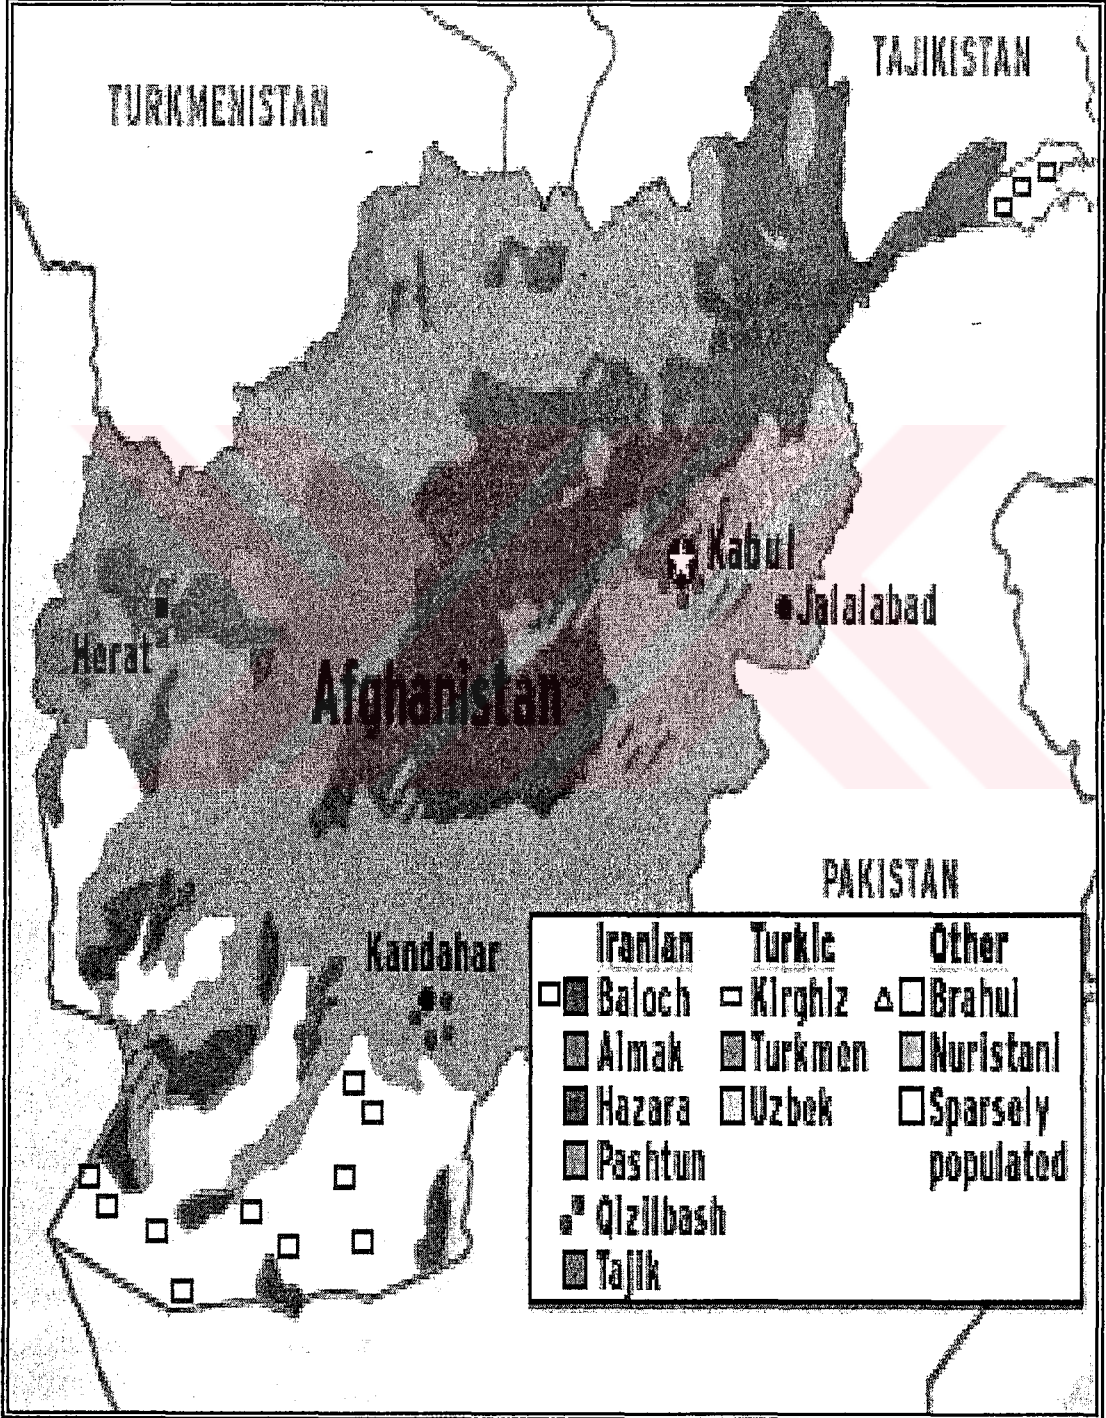 TAJIKISTAN
TURKMENISTAN
Kabul
Jalalabad
Herat
Afghanistan
PAKISTAN
Kandahar
Iranian Turkic Other
Baloch Kirghiz Brahui
Aimak Turkmen Nuristani
Hazara Uzbek Sparsely
Pashtun populated
Qizilbash
Tajik